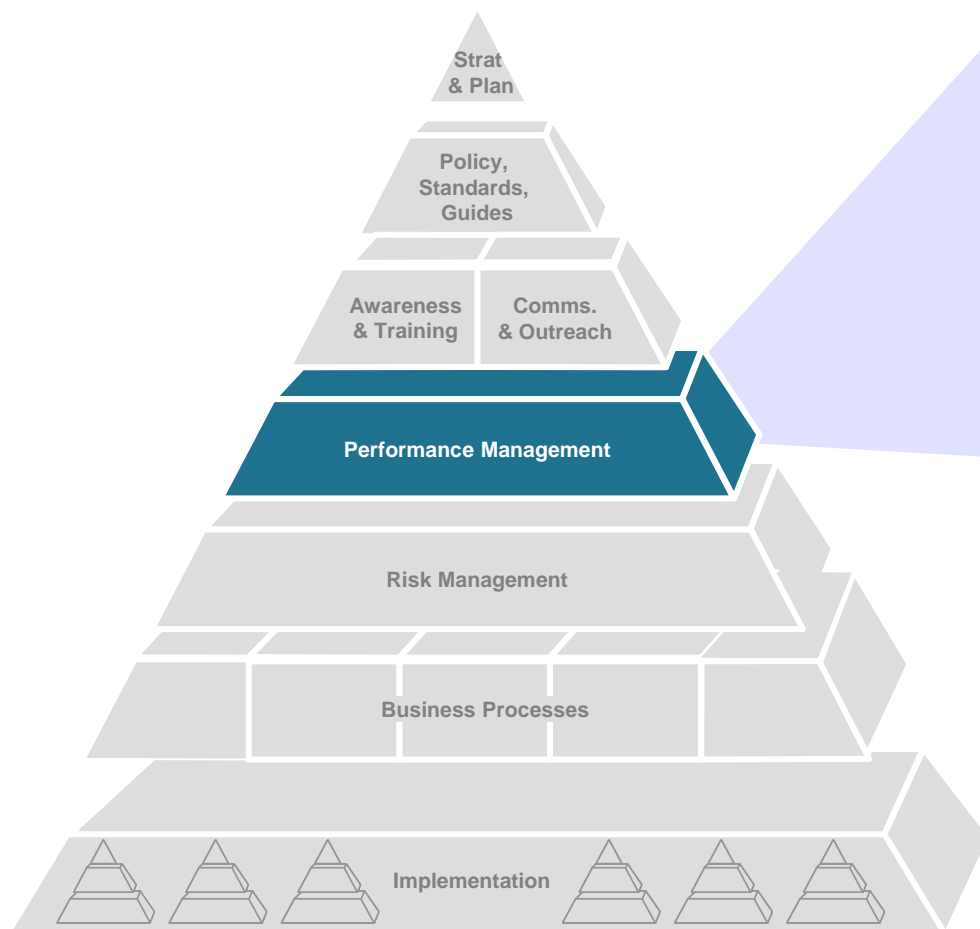 Strat
& Plan
Policy,
Standards,
Guides
Awareness
& Training
Comms.
& Outreach
Performance Management
Risk Management
Business Processes
Implementation